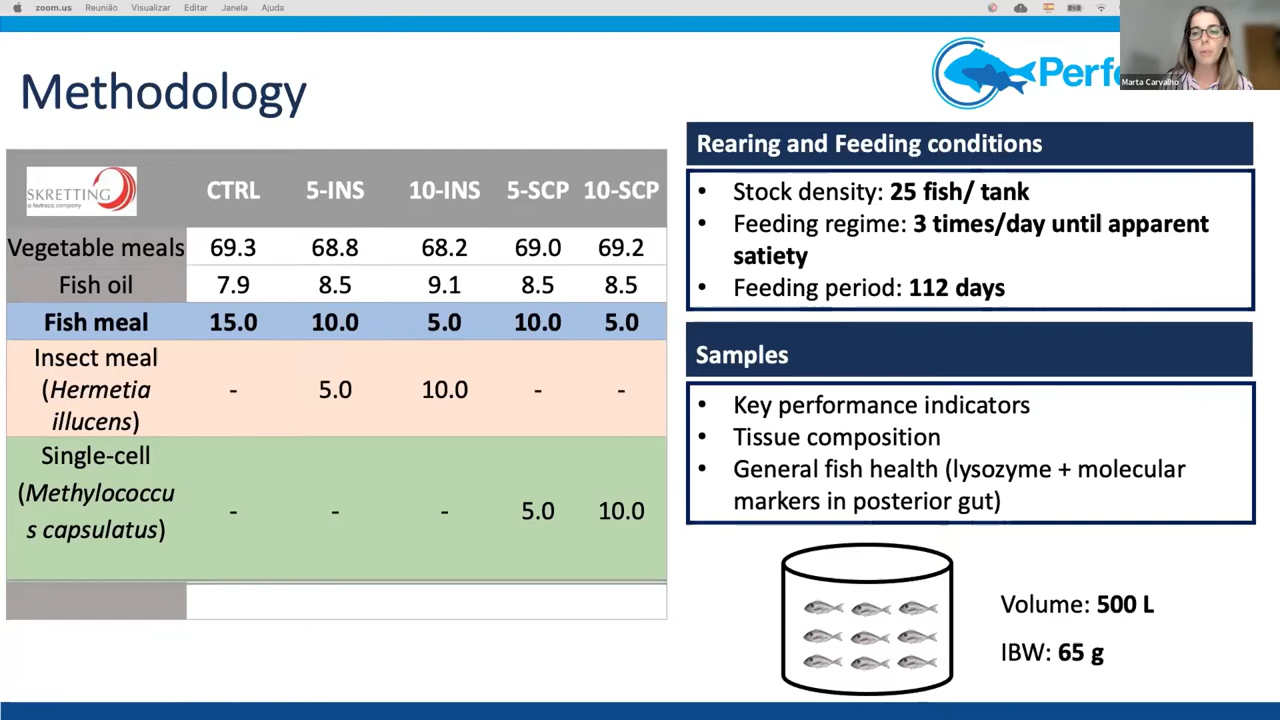 zoom.us Reunião Visualizar Editar Janela Ajuda
Marta Carvalho
Methodology
Perfo
SKRETTING
a Nutreco company
CTRL 5-INS 10-INS 5-SCP 10-SCP
Vegetable meals 69.3 68.8 68.2 69.0 69.2
Fish oil 7.9 8.5 9.1 8.5 8.5
Fish meal 15.0 10.0 5.0 10.0 5.0
Insect meal
(Hermetia
illucens)
- 5.0 10.0 - -
Single-cell
(Methylococcu
s capsulatus)
- - - 5.0 10.0
Rearing and Feeding conditions
• Stock density: 25 fish/ tank
• Feeding regime: 3 times/day until apparent
satiety
• Feeding period: 112 days
Samples
• Key performance indicators
• Tissue composition
• General fish health (lysozyme + molecular
markers in posterior gut)
Volume: 500 L
IBW: 65 g